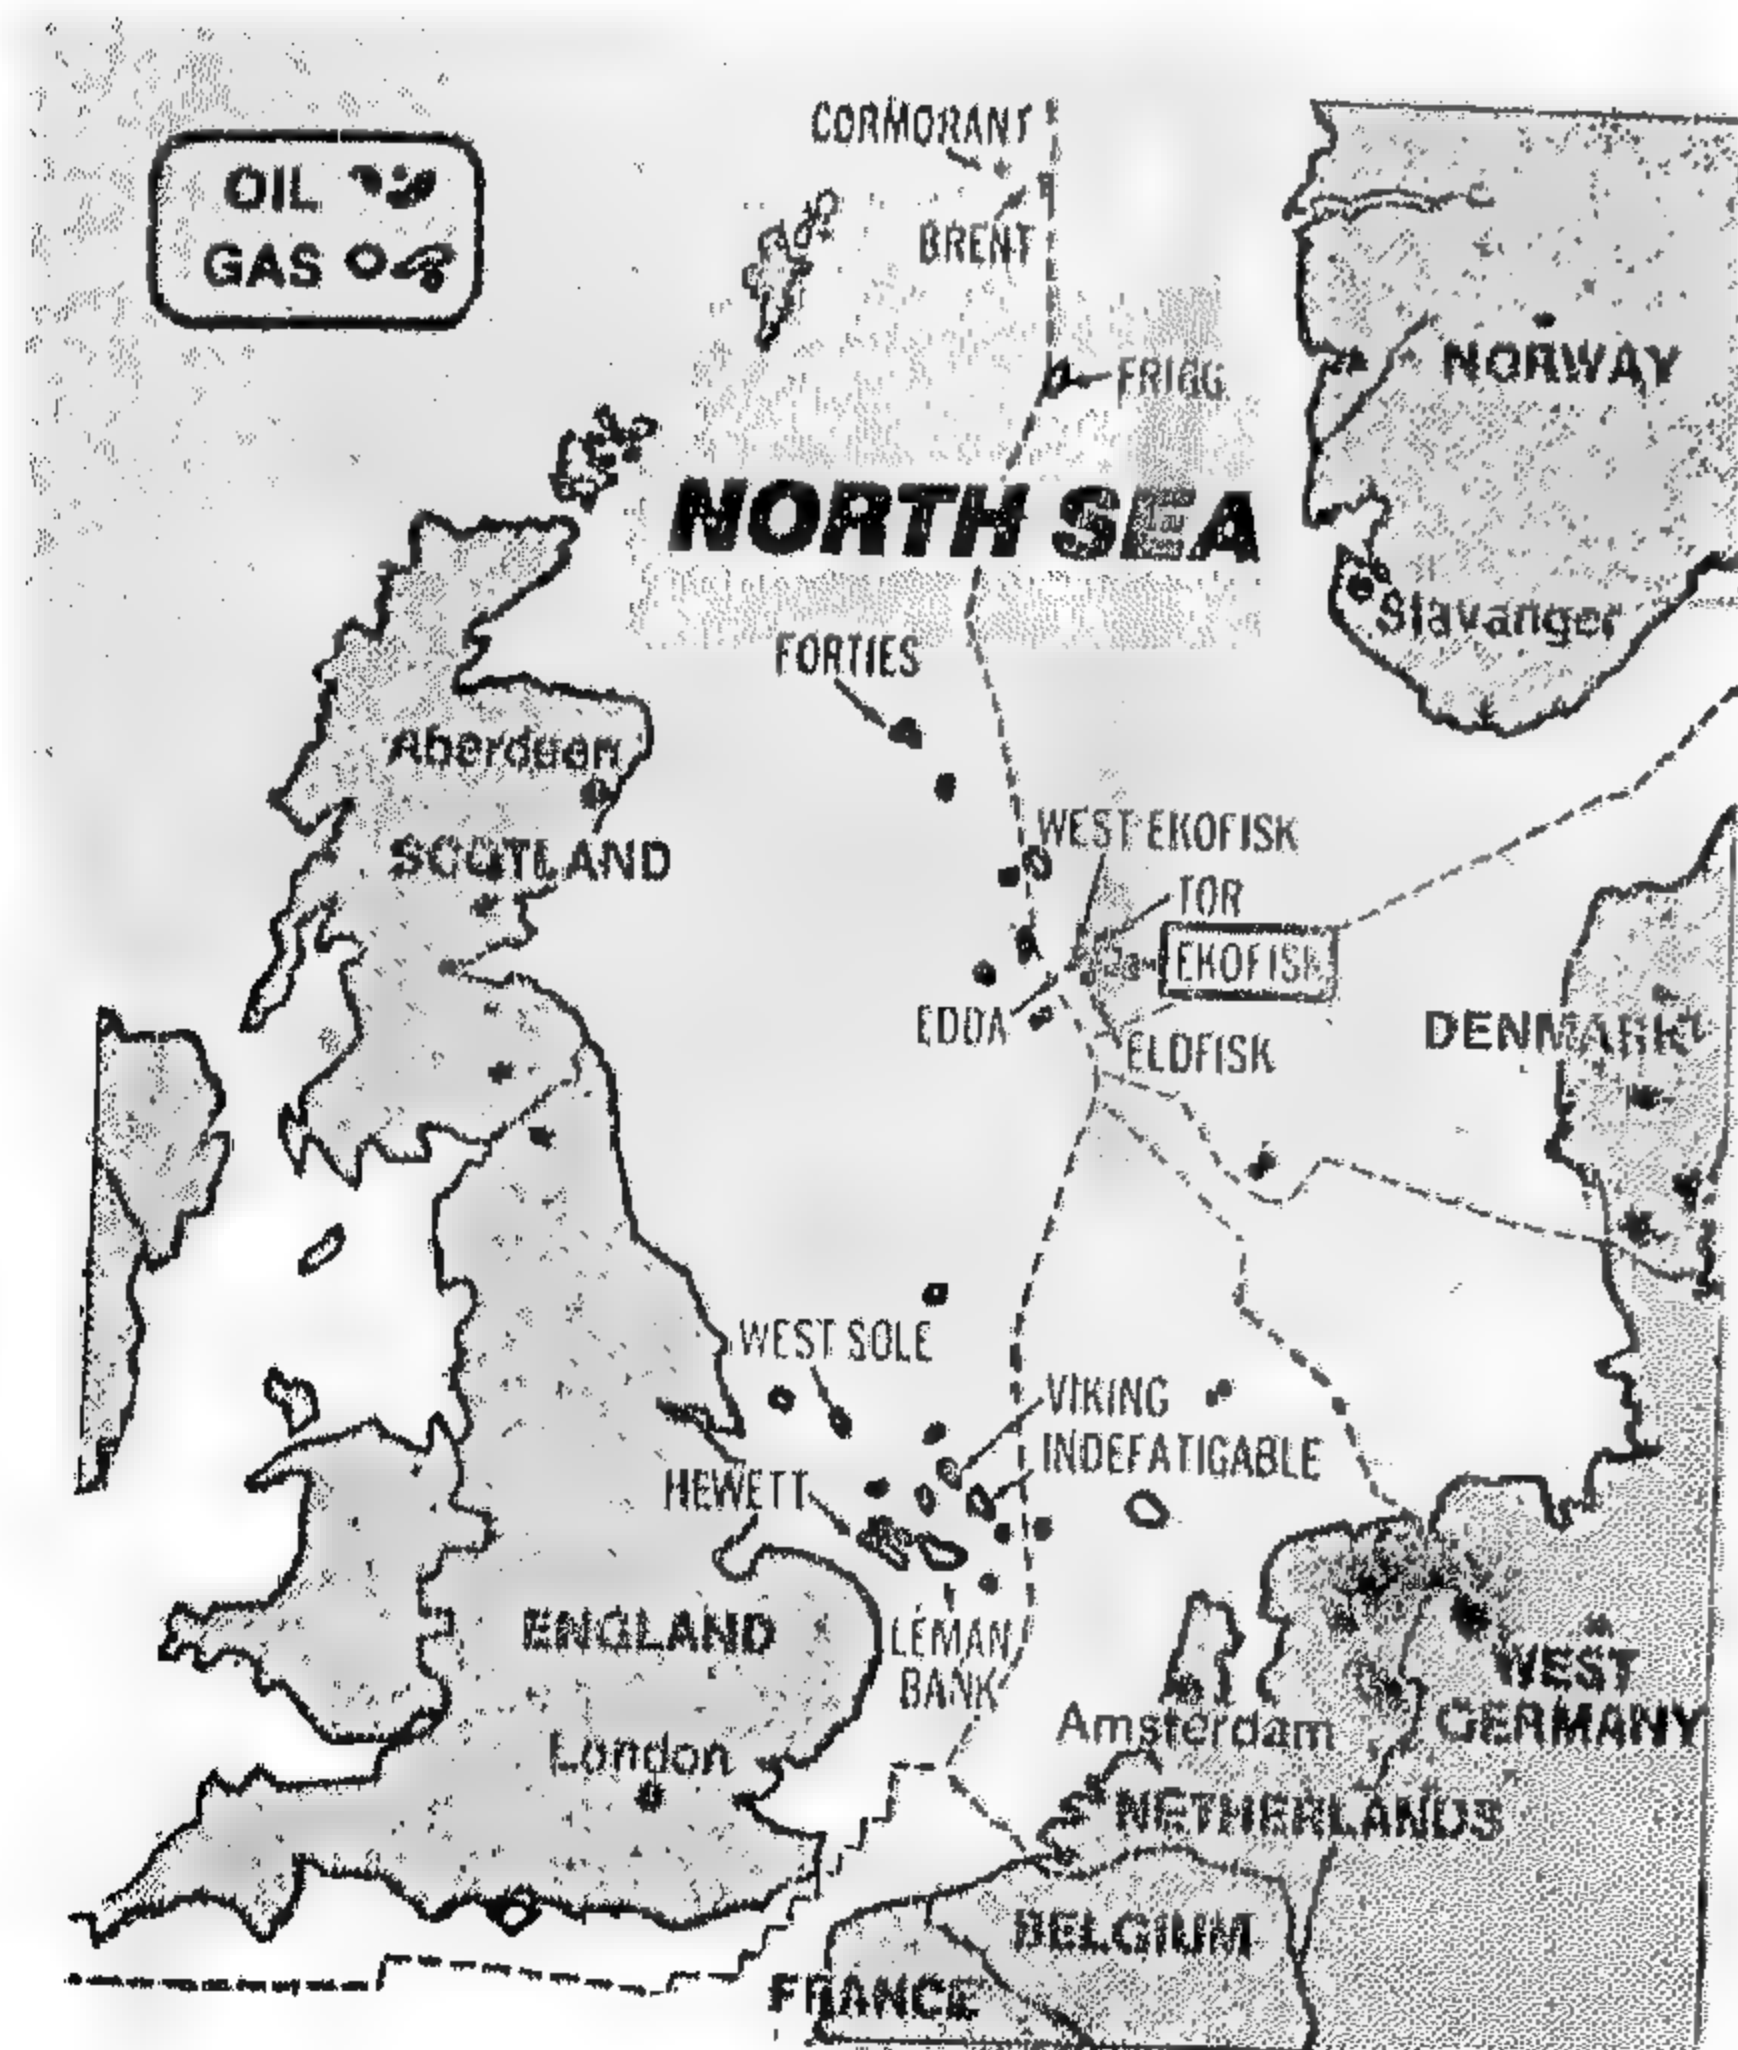 OIL
GAS
CORMORANT
BRENT
FRIGG
NORWAY
NORTH SEA
Stavanger
FORTIES
Aberdeen
SCOTLAND
WEST EKOFISK
TOR
EKOFISK
EDDA
ELDFISK
DENMARK
WEST SOLE
VIKING
INDEFATIGABLE
HEWETT
ENGLAND
LEMAN
BANK
WEST
GERMANY
Amsterdam
London
NETHERLANDS
BELGIUM
FRANCE